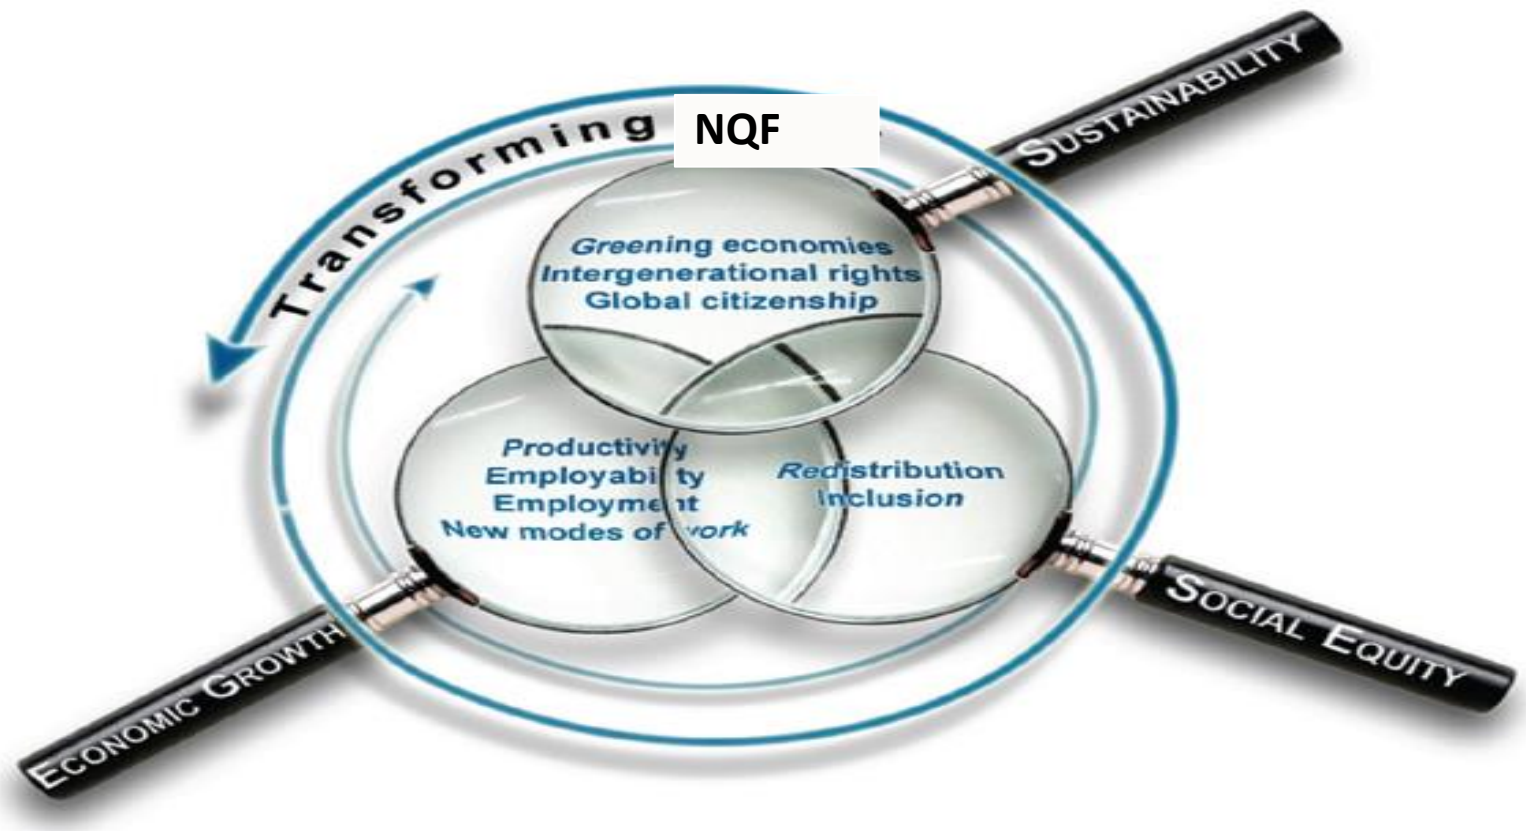 Transforming NQF
SUSTAINABILITY
Greening economies
Intergenerational rights
Global citizenship
Productivity
Employability
Employment
New modes of work
Redistribution
Inclusion
ECONOMIC GROWTH
SOCIAL EQUITY